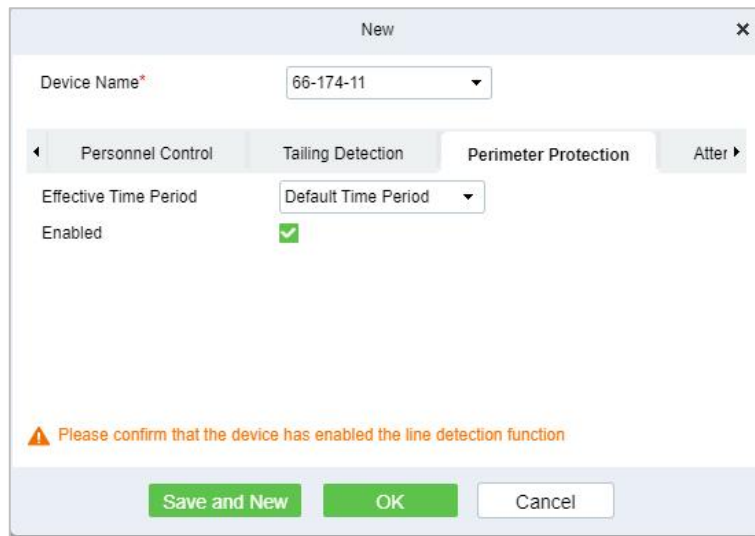 New
Device Name*
66-174-11
Personnel Control
Tailing Detection
Perimeter Protection
Atter
Effective Time Period
Default Time Period
Enabled
Please confirm that the device has enabled the line detection function
Save and New
OK
Cancel